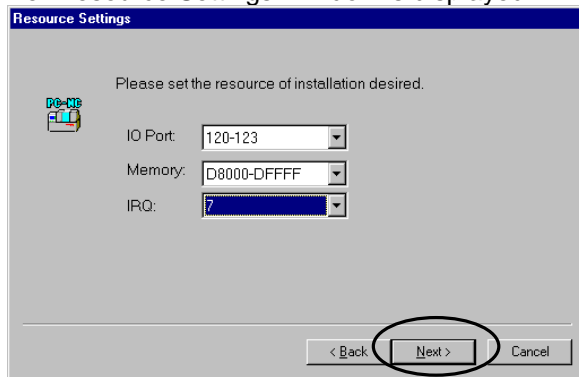 Resource Settings
Please set the resource of installation desired.
PC-NC
IO Port: 120-123
Memory: D8000-DFFFF
IRQ: 7
< Back Next > Cancel